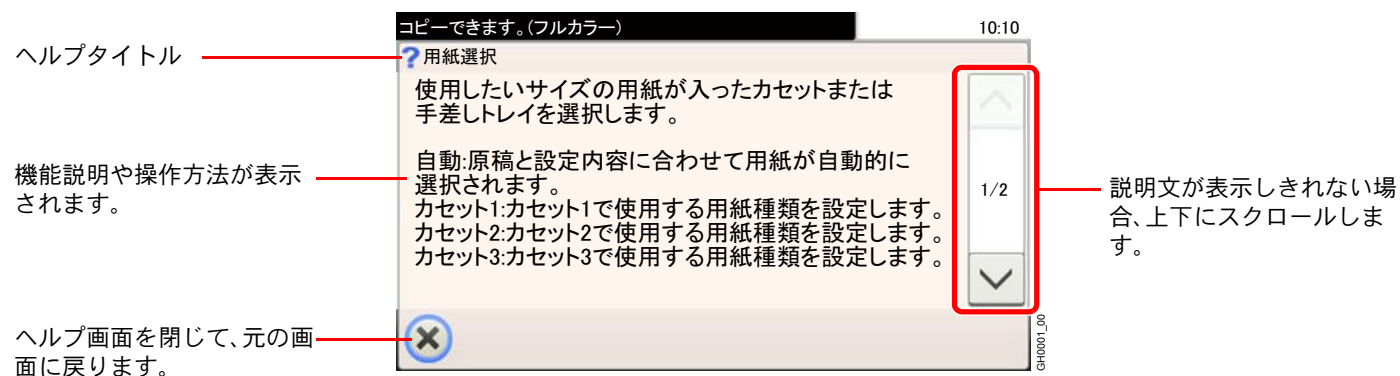 コピーできます。(フルカラー)
10:10
ヘルプタイトル
?用紙選択
使用したいサイズの用紙が入ったカセットまたは
手差しトレイを選択します。
機能説明や操作方法が表示
されます。
自動:原稿と設定内容に合わせて用紙が自動的に
選択されます。
カセット1:カセット1で使用する用紙種類を設定します。
カセット2:カセット2で使用する用紙種類を設定します。
カセット3:カセット3で使用する用紙種類を設定します。
1/2
説明文が表示しきれない場
合、上下にスクロールしま
す。
ヘルプ画面を閉じて、元の画
面に戻ります。
GH0001_00